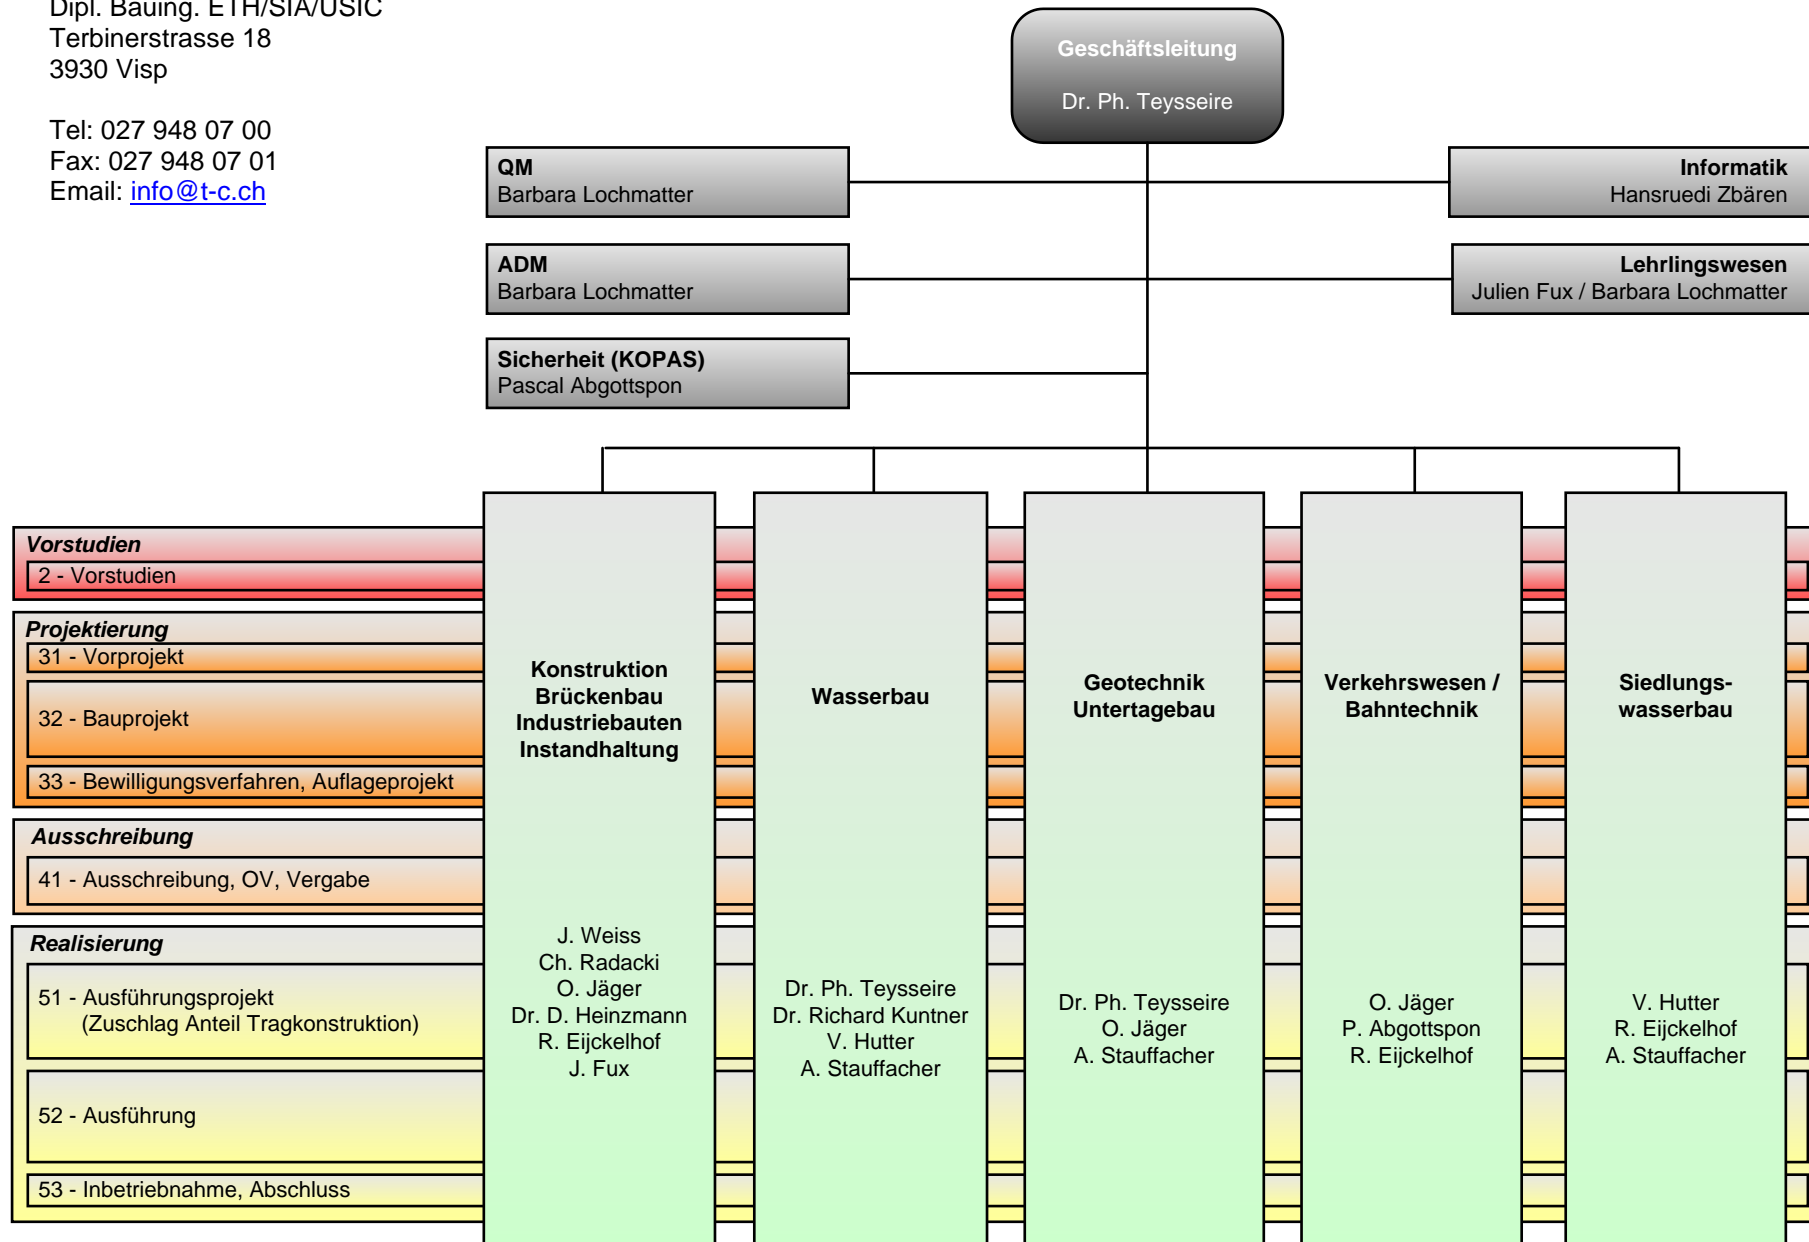 Dipl. Bauing. ETH/SIA/USIC
Terbinerstrasse 18
3930 Visp
Tel: 027 948 07 00
Fax: 027 948 07 01
Email: info@t-c.ch
Geschäftsleitung
Dr. Ph. Teysseire
QM
Barbara Lochmatter
Informatik
Hansruedi Zbären
ADM
Barbara Lochmatter
Lehrlingswesen
Julien Fux / Barbara Lochmatter
Sicherheit (KOPAS)
Pascal Abgottspon
Vorstudien
2 - Vorstudien
Projektierung
31 - Vorprojekt
32 - Bauprojekt
33 - Bewilligungsverfahren, Auflageprojekt
Ausschreibung
41 - Ausschreibung, OV, Vergabe
Realisierung
51 - Ausführungsprojekt
(Zuschlag Anteil Tragkonstruktion)
52 - Ausführung
53 - Inbetriebnahme, Abschluss
Konstruktion
Brückenbau
Industriebauten
Instandhaltung
J. Weiss
Ch. Radacki
O. Jäger
Dr. D. Heinzmann
R. Eijckelhof
J. Fux
Wasserbau
Dr. Ph. Teysseire
Dr. Richard Kuntner
V. Hutter
A. Stauffacher
Geotechnik
Untertagebau
Dr. Ph. Teysseire
O. Jäger
A. Stauffacher
Verkehrswesen /
Bahntechnik
O. Jäger
P. Abgottspon
R. Eijckelhof
Siedlungs-
wasserbau
V. Hutter
R. Eijckelhof
A. Stauffacher